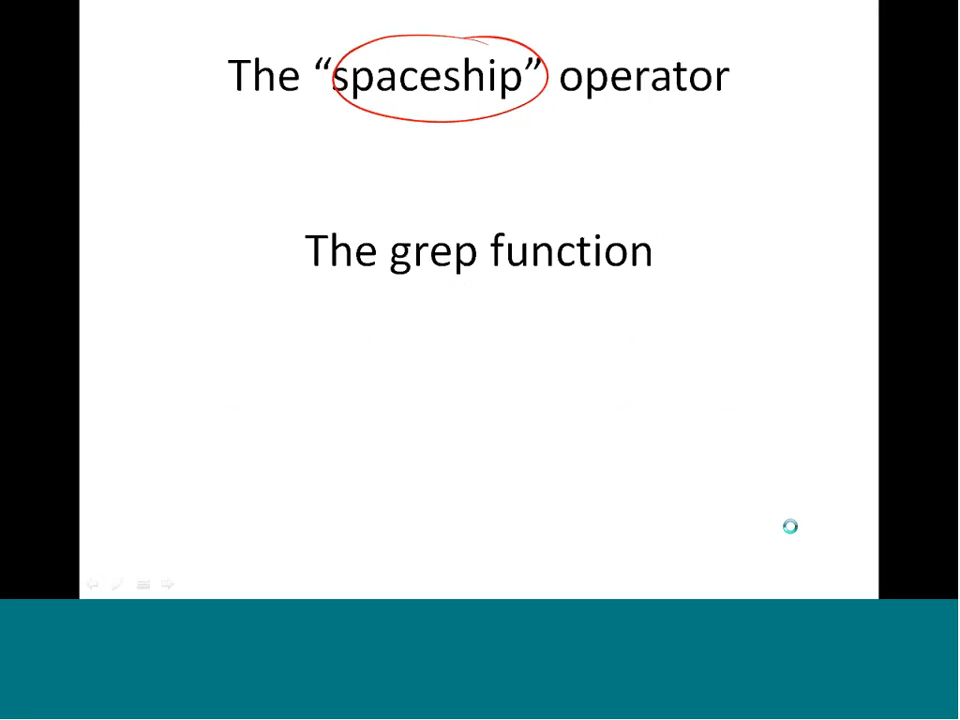 The “spaceship” operator
The grep function